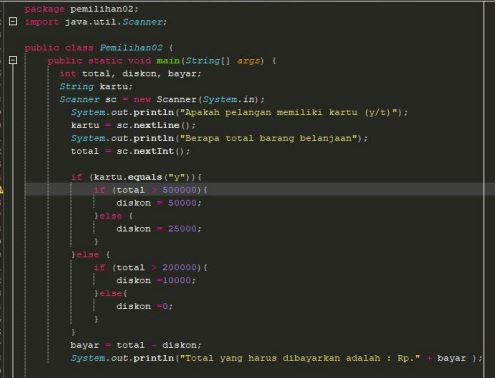 package pemilihan02;
import java.util.Scanner;
public class Pemilihan02 {
public static void main(String[] args) {
int total, diskon, bayar;
String kartu;
Scanner sc = new Scanner(System.in);
System.out.println("Apakah pelangan memiliki kartu (y/t)");
kartu = sc.nextLine();
System.out.println("Berapa total barang belanjaan");
total = sc.nextInt();
if (kartu.equals("y")){
if (total > 500000){
diskon = 50000;
}else {
diskon = 25000;
}
}else {
if (total > 200000){
diskon =10000;
}else{
diskon =0;
}
}
bayar = total - diskon;
System.out.println("Total yang harus dibayarkan adalah : Rp." + bayar );